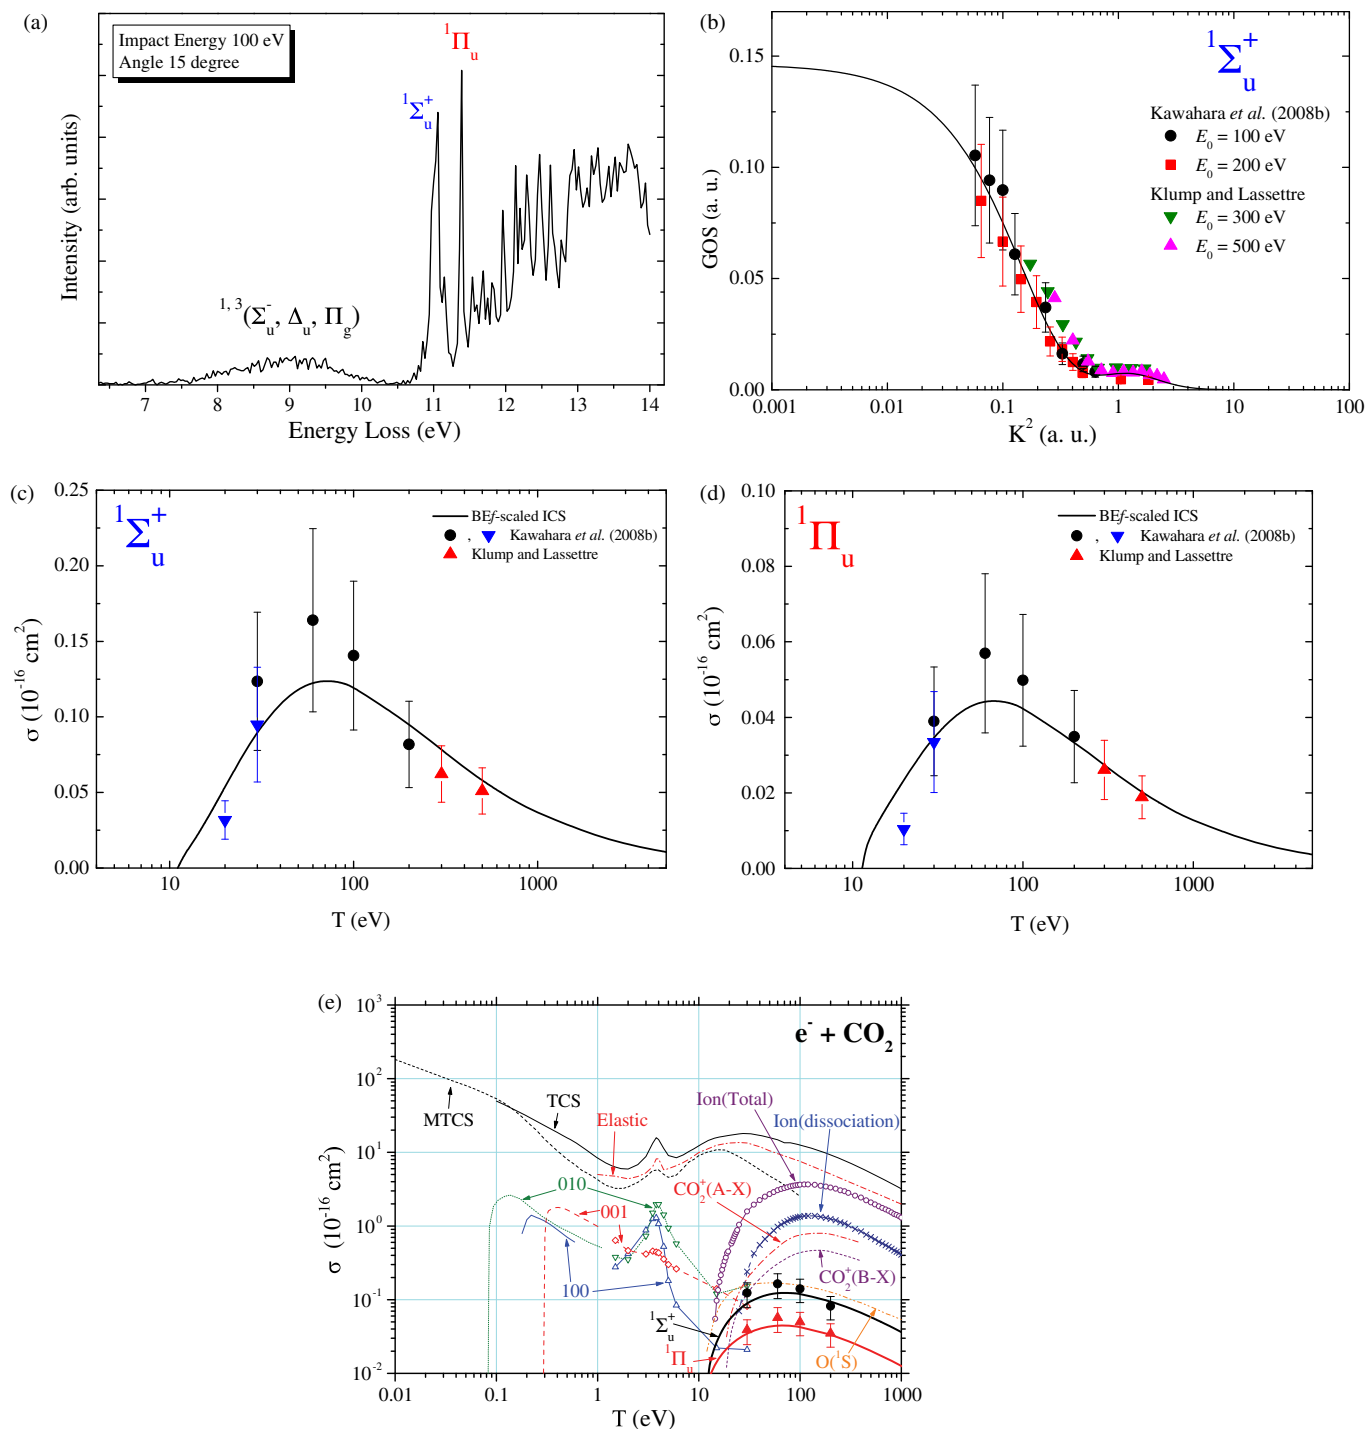 (a)
Impact Energy 100 eV
Angle 15 degree
¹Πᵤ
¹Σᵤ⁺
¹,³(Σᵤ⁻, Δᵤ, Π_g)
Intensity (arb. units)
6 7 8 9 10 11 12 13 14
Energy Loss (eV)
(b)
¹Σᵤ⁺
Kawahara et al. (2008b)
E₀ = 100 eV
E₀ = 200 eV
Klump and Lassettre
E₀ = 300 eV
E₀ = 500 eV
GOS (a. u.)
0.15
0.10
0.05
0.00
0.001 0.01 0.1 1 10 100
K² (a. u.)
(c)
¹Σᵤ⁺
BEf-scaled ICS
, Kawahara et al. (2008b)
Klump and Lassettre
σ (10⁻¹⁶ cm²)
0.25
0.20
0.15
0.10
0.05
0.00
10 100 1000
T (eV)
(d)
¹Πᵤ
BEf-scaled ICS
, Kawahara et al. (2008b)
Klump and Lassettre
σ (10⁻¹⁶ cm²)
0.10
0.08
0.06
0.04
0.02
0.00
10 100 1000
T (eV)
(e)
e⁻ + CO₂
MTCS
TCS
Elastic
Ion(Total)
Ion(dissociation)
010
001
100
CO₂⁺(A-X)
CO₂⁺(B-X)
¹Σᵤ⁺
¹Πᵤ
O(¹S)
σ (10⁻¹⁶ cm²)
10³
10²
10¹
10⁰
10⁻¹
10⁻²
0.01 0.1 1 10 100 1000
T (eV)